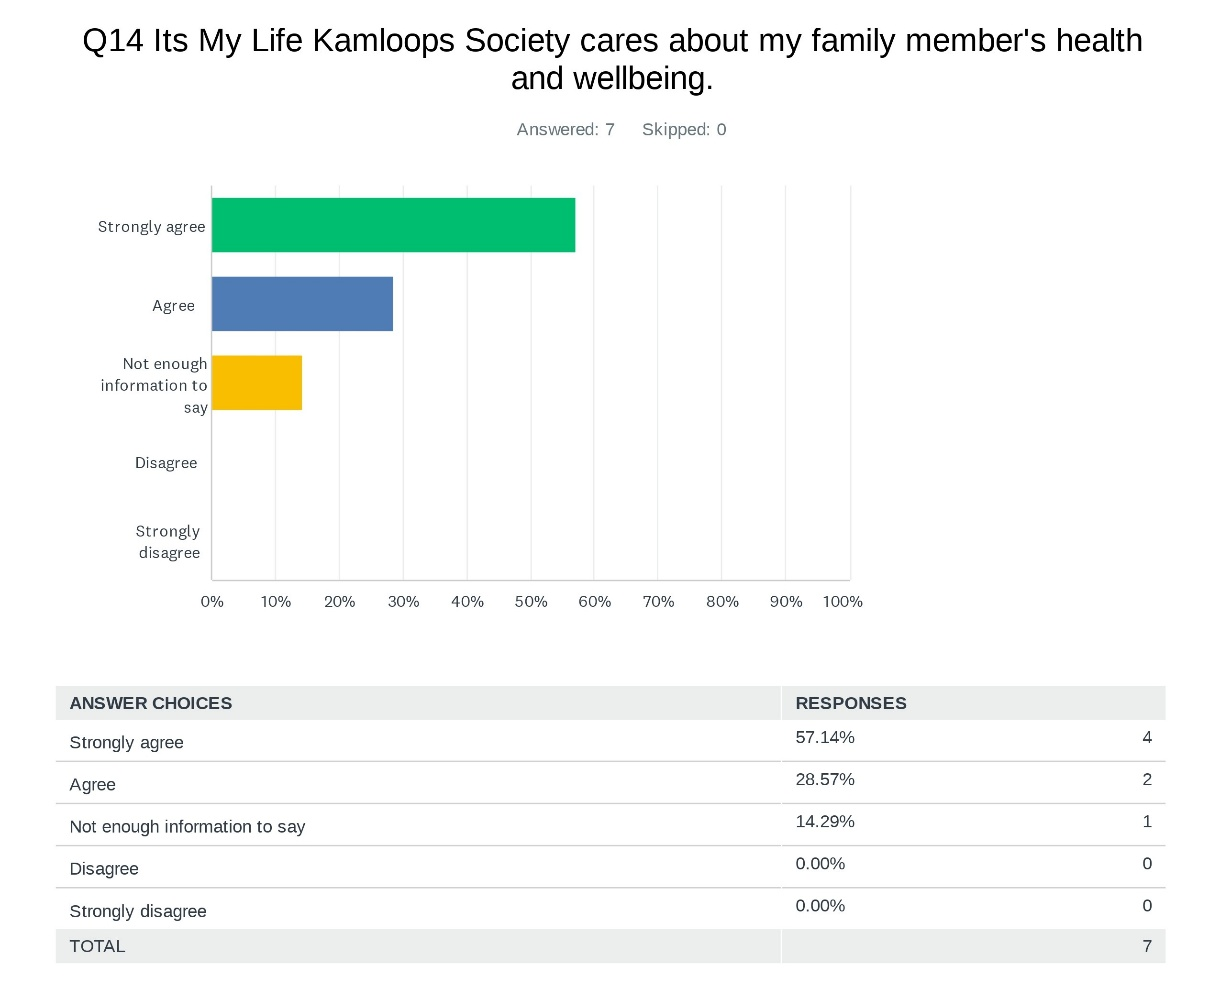 Q14 Its My Life Kamloops Society cares about my family member's health
and wellbeing.
Answered: 7 Skipped: 0
Strongly agree
Agree
Not enough
information to
say
Disagree
Strongly
disagree
0% 10% 20% 30% 40% 50% 60% 70% 80% 90% 100%
ANSWER CHOICES RESPONSES
Strongly agree 57.14% 4
Agree 28.57% 2
Not enough information to say 14.29% 1
Disagree 0.00% 0
Strongly disagree 0.00% 0
TOTAL 7